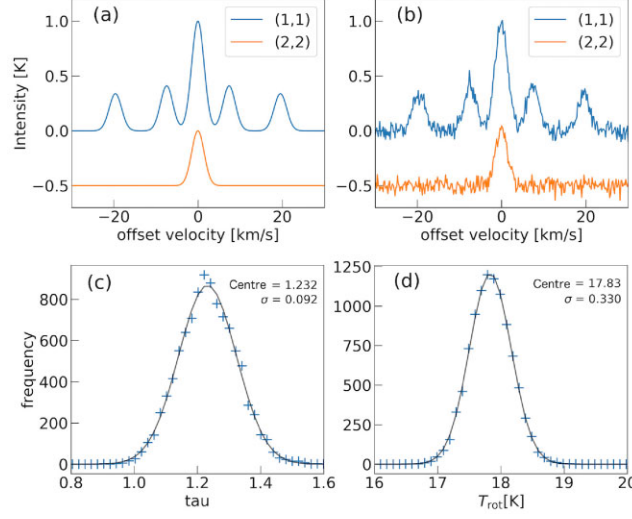 (a)
(1,1)
(2,2)
Intensity [K]
1.0
0.5
0.0
−0.5
−20
0
20
offset velocity [km/s]
(b)
(1,1)
(2,2)
1.0
0.5
0.0
−0.5
−20
0
20
offset velocity [km/s]
(c)
Centre = 1.232
σ = 0.092
frequency
800
600
400
200
0
0.8
1.0
1.2
1.4
1.6
tau
(d)
Centre = 17.83
σ = 0.330
1250
1000
750
500
250
0
16
17
18
19
20
Trot[K]